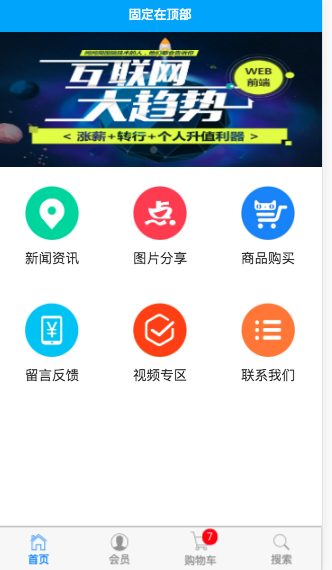 固定在顶部
互联网
WEB
前端
大趋势
< 涨薪+转行+个人升值利器 >
新闻资讯
图片分享
商品购买
留言反馈
视频专区
联系我们
7
首页
会员
购物车
搜索